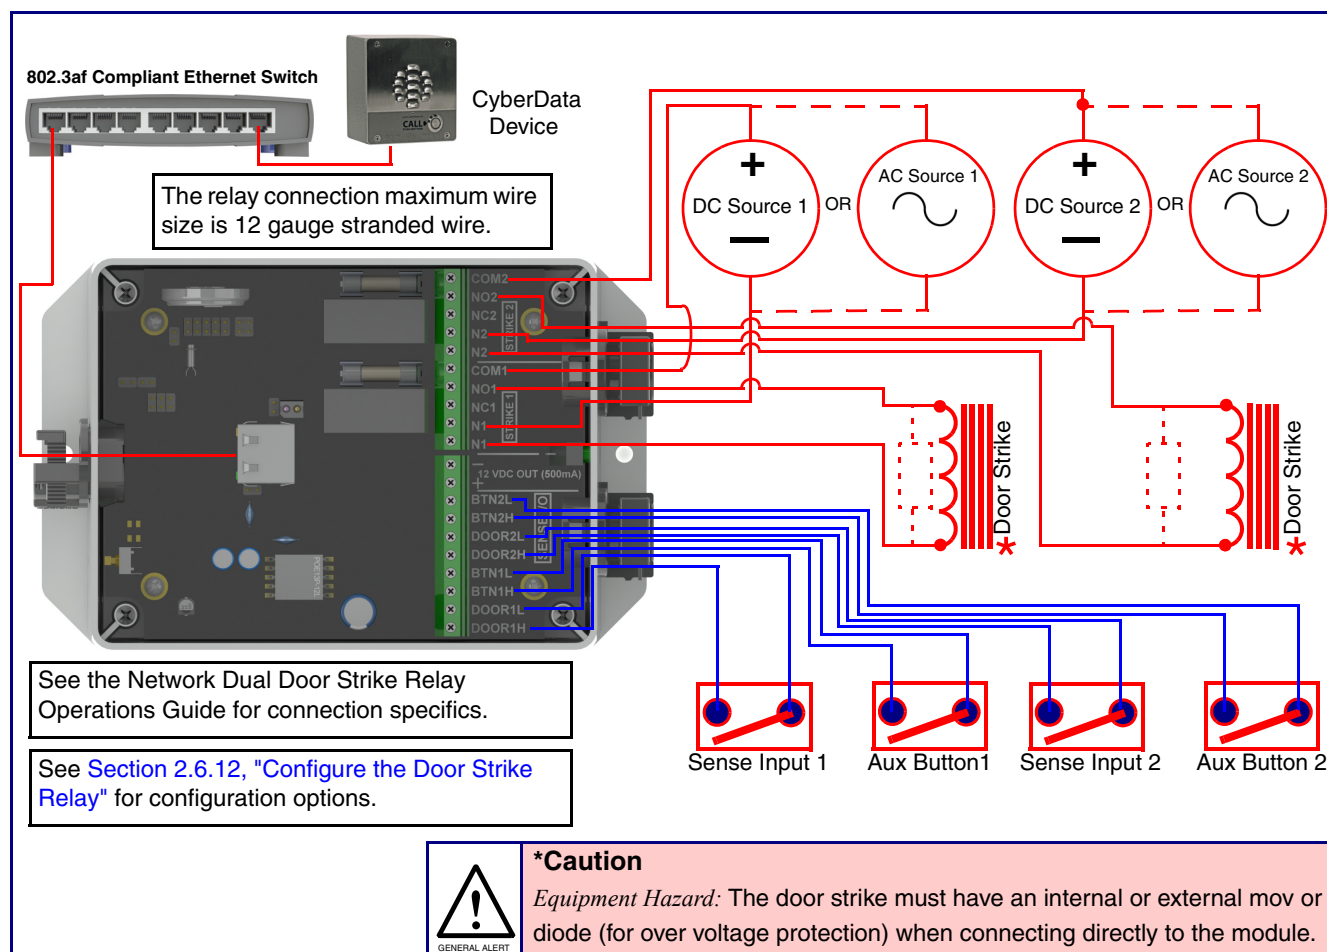 802.3af Compliant Ethernet Switch
CALL
CyberData
Device
The relay connection maximum wire
size is 12 gauge stranded wire.
DC Source 1
OR
AC Source 1
DC Source 2
OR
AC Source 2
COM2
NO2
NC2
N2
N2
STRIKE 2
COM1
NO1
NC1
N1
N1
STRIKE 1
12 VDC OUT (500mA)
BTN2L
BTN2H
DOOR2L
DOOR2H
BTN1L
BTN1H
DOOR1L
DOOR1H
*Door Strike
*Door Strike
See the Network Dual Door Strike Relay
Operations Guide for connection specifics.
See Section 2.6.12, "Configure the Door Strike
Relay" for configuration options.
Sense Input 1
Aux Button1
Sense Input 2
Aux Button 2
GENERAL ALERT
*Caution
Equipment Hazard: The door strike must have an internal or external mov or
diode (for over voltage protection) when connecting directly to the module.